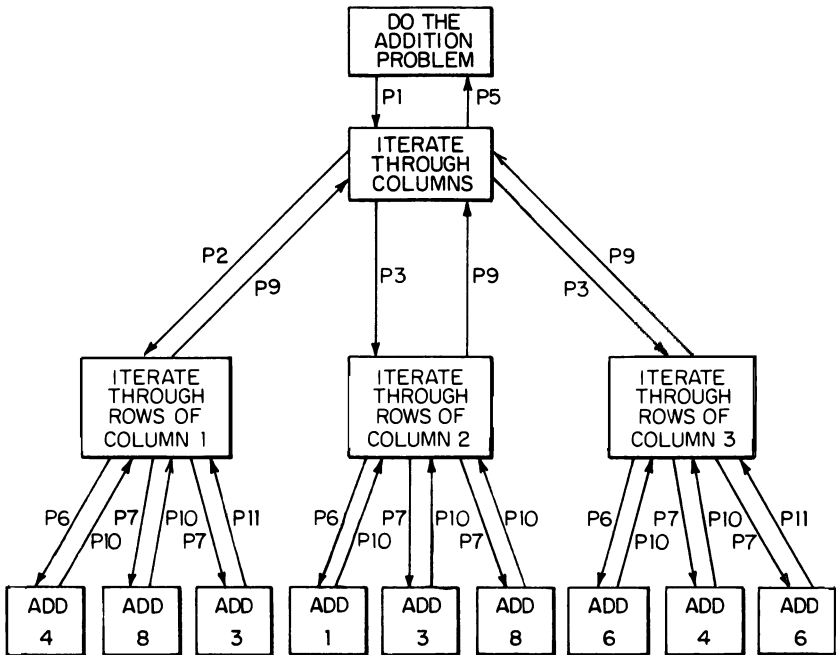 DO THE
ADDITION
PROBLEM
P1
P5
ITERATE
THROUGH
COLUMNS
P2
P9
P3
P9
P3
P9
ITERATE
THROUGH
ROWS OF
COLUMN 1
ITERATE
THROUGH
ROWS OF
COLUMN 2
ITERATE
THROUGH
ROWS OF
COLUMN 3
P6
P10
P7
P10
P7
P11
P6
P10
P7
P10
P7
P10
P6
P10
P7
P10
P7
P11
ADD
4
ADD
8
ADD
3
ADD
1
ADD
3
ADD
8
ADD
6
ADD
4
ADD
6